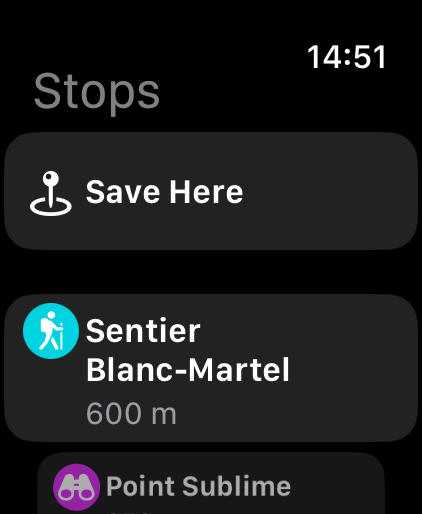 14:51
Stops
Save Here
Sentier
Blanc-Martel
600 m
Point Sublime